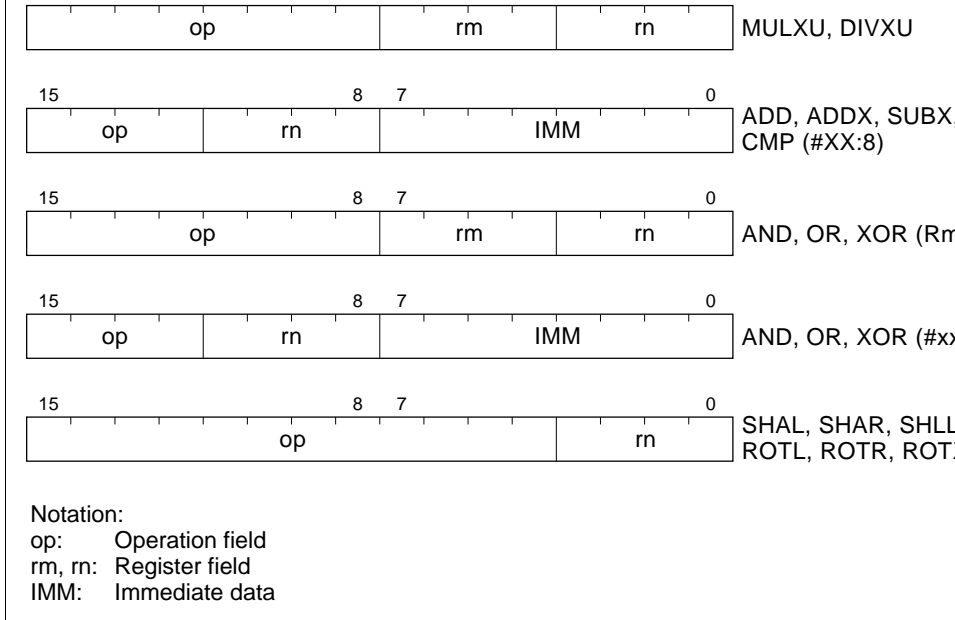 op rm rn MULXU, DIVXU
15 8 7 0
op rn IMM ADD, ADDX, SUBX,
CMP (#XX:8)
15 8 7 0
op rm rn AND, OR, XOR (Rm
15 8 7 0
op rn IMM AND, OR, XOR (#xx
15 8 7 0
op rn SHAL, SHAR, SHLL
ROTL, ROTR, ROTX
Notation:
op: Operation field
rm, rn: Register field
IMM: Immediate data